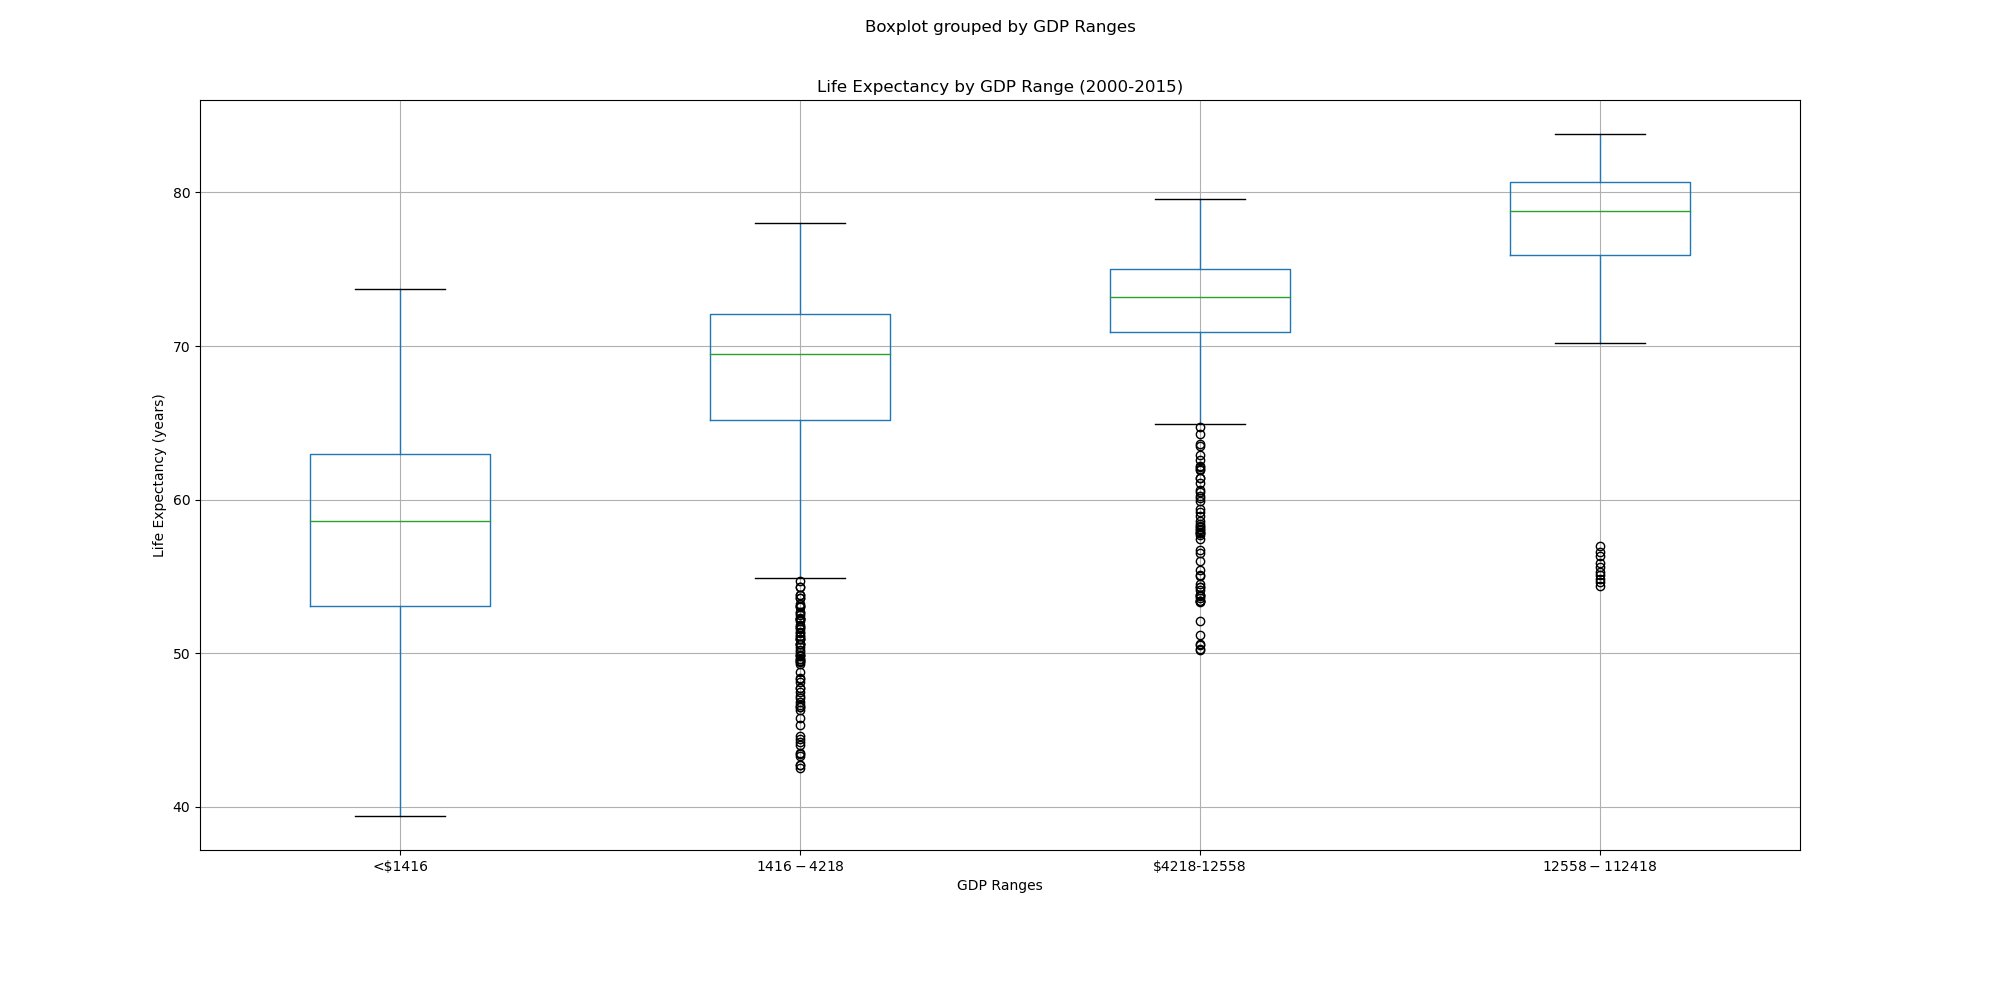 Boxplot grouped by GDP Ranges
Life Expectancy by GDP Range (2000-2015)
80
70
60
50
40
Life Expectancy (years)
<$1416
1416 − 4218
$4218-12558
12558 − 112418
GDP Ranges